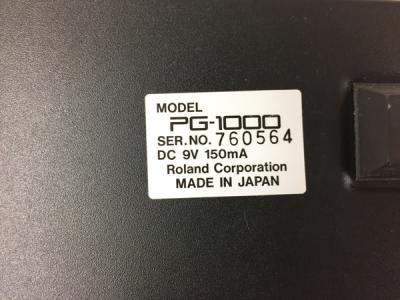 MODEL
PG-1000
SER.NO. 760564
DC 9V 150mA
Roland Corporation
MADE IN JAPAN